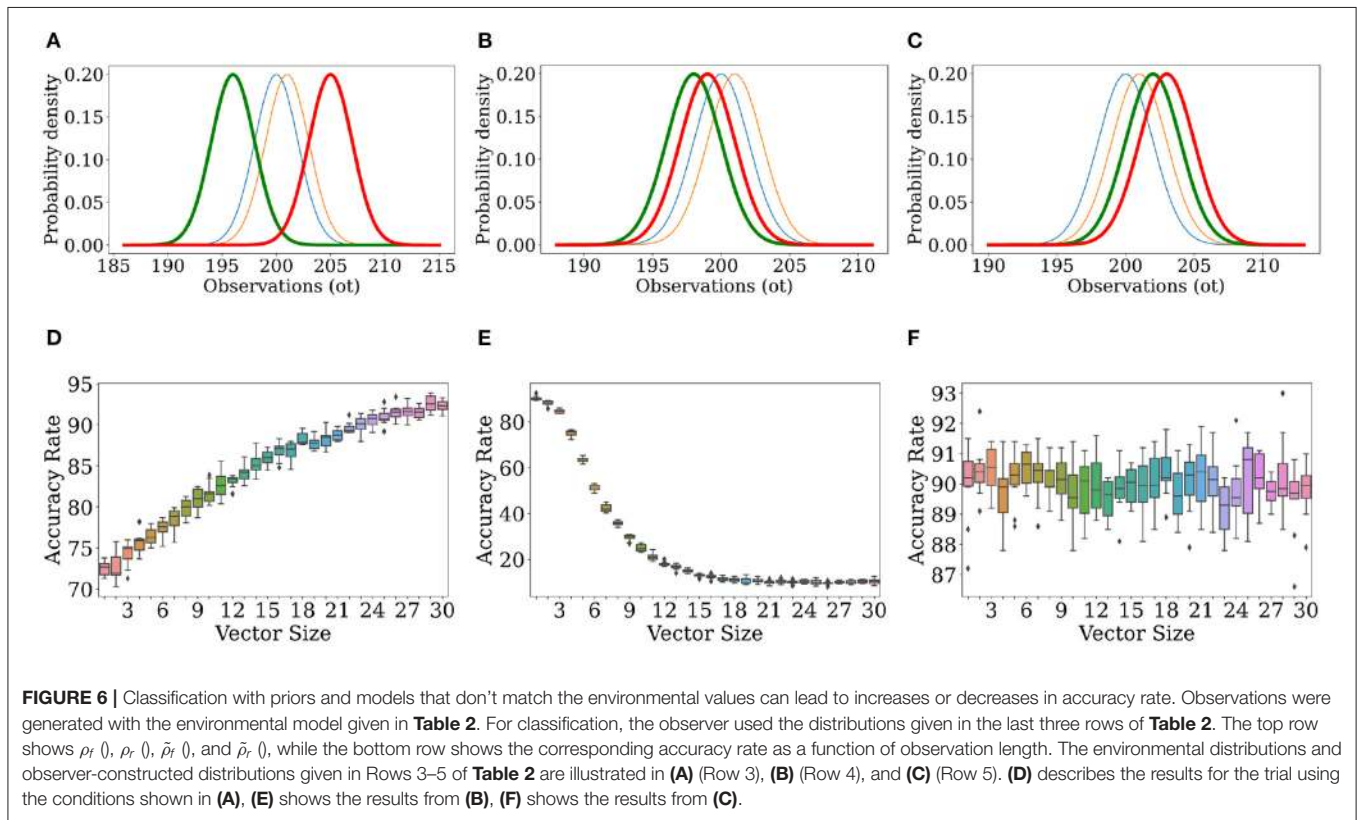 A
B
C
Probability density
0.20
0.15
0.10
0.05
0.00
185 190 195 200 205 210 215
Observations (ot)
Probability density
0.20
0.15
0.10
0.05
0.00
190 195 200 205 210
Observations (ot)
Probability density
0.20
0.15
0.10
0.05
0.00
190 195 200 205 210
Observations (ot)
D
E
F
Accuracy Rate
95
90
85
80
75
70
3 6 9 12 15 18 21 24 27 30
Vector Size
Accuracy Rate
80
60
40
20
3 6 9 12 15 18 21 24 27 30
Vector Size
Accuracy Rate
93
92
91
90
89
88
87
3 6 9 12 15 18 21 24 27 30
Vector Size
FIGURE 6 | Classification with priors and models that don't match the environmental values can lead to increases or decreases in accuracy rate. Observations were
generated with the environmental model given in Table 2. For classification, the observer used the distributions given in the last three rows of Table 2. The top row
shows ρf (), ρr (), ρ̃f (), and ρ̃r (), while the bottom row shows the corresponding accuracy rate as a function of observation length. The environmental distributions and
observer-constructed distributions given in Rows 3–5 of Table 2 are illustrated in (A) (Row 3), (B) (Row 4), and (C) (Row 5). (D) describes the results for the trial using
the conditions shown in (A), (E) shows the results from (B), (F) shows the results from (C).